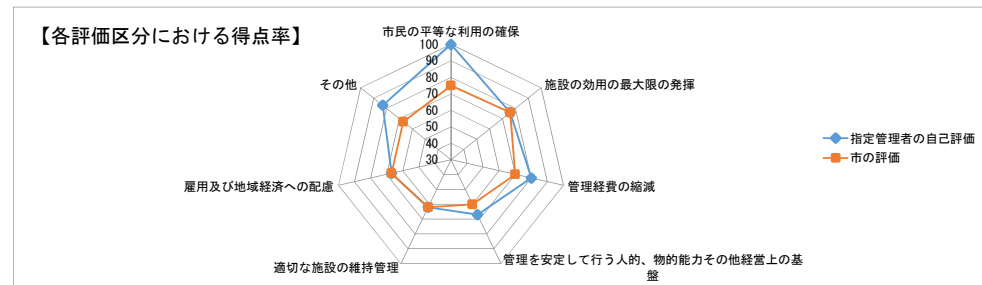 【各評価区分における得点率】
市民の平等な利用の確保
100
90
80
70
60
50
40
30
施設の効用の最大限の発揮
管理経費の縮減
管理を安定して行う人的、物的能力その他経営上の基
盤
適切な施設の維持管理
雇用及び地域経済への配慮
その他
指定管理者の自己評価
市の評価